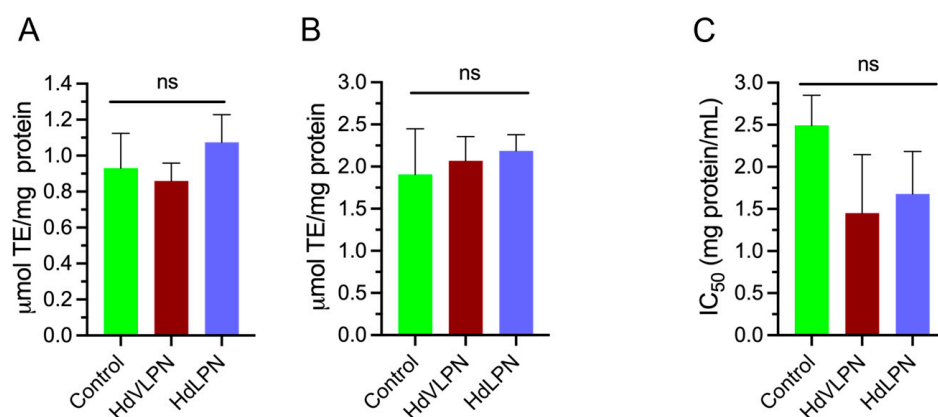 A
ns
μmol TE/mg protein
1.4
1.2
1.0
0.8
0.6
0.4
0.2
0.0
Control
HdVLPN
HdLPN
B
ns
μmol TE/mg protein
3.0
2.5
2.0
1.5
1.0
0.5
0.0
Control
HdVLPN
HdLPN
C
ns
IC50 (mg protein/mL)
3.0
2.5
2.0
1.5
1.0
0.5
0.0
Control
HdVLPN
HdLPN